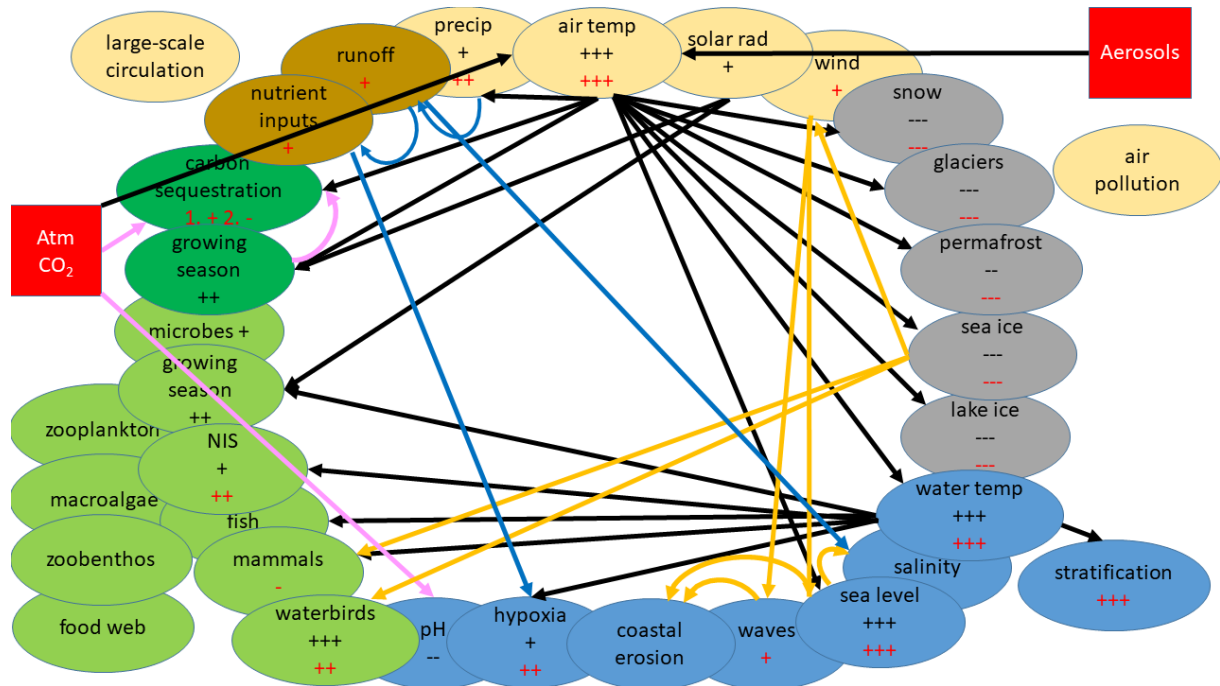 large-scale
circulation
runoff
+
precip
+
++
air temp
+++
+++
solar rad
+
wind
+
Aerosols
nutrient
inputs
+
snow
---
---
carbon
sequestration
1. + 2. -
glaciers
---
---
air
pollution
Atm
CO₂
growing
season
++
permafrost
--
---
microbes +
sea ice
---
---
growing
season
++
lake ice
---
---
zooplankton
NIS
+
++
water temp
+++
+++
macroalgae
fish
zoobenthos
mammals
-
salinity
stratification
+++
food web
waterbirds
+++
++
pH
--
hypoxia
+
++
coastal
erosion
waves
+
sea level
+++
+++